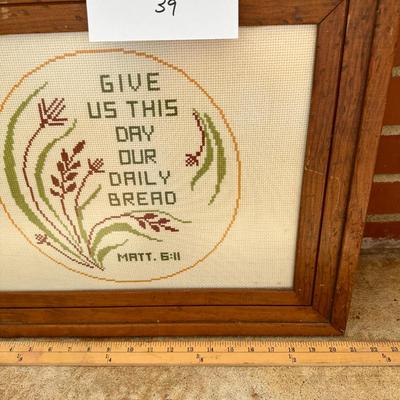 39
GIVE
US THIS
DAY
OUR
DAILY
BREAD
MATT. 6:11